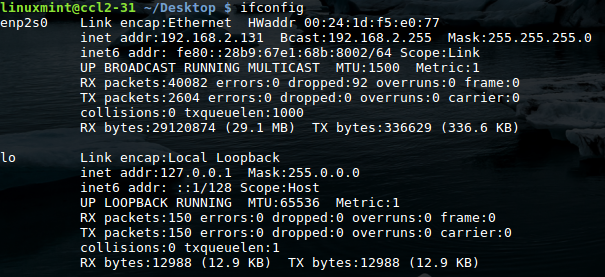 linuxmint@ccl2-31 ~/Desktop $ ifconfig
enp2s0    Link encap:Ethernet  HWaddr 00:24:1d:f5:e0:77
          inet addr:192.168.2.131  Bcast:192.168.2.255  Mask:255.255.255.0
          inet6 addr: fe80::28b9:67e1:68b:8002/64 Scope:Link
          UP BROADCAST RUNNING MULTICAST  MTU:1500  Metric:1
          RX packets:40082 errors:0 dropped:92 overruns:0 frame:0
          TX packets:2604 errors:0 dropped:0 overruns:0 carrier:0
          collisions:0 txqueuelen:1000
          RX bytes:29120874 (29.1 MB)  TX bytes:336629 (336.6 KB)

lo        Link encap:Local Loopback
          inet addr:127.0.0.1  Mask:255.0.0.0
          inet6 addr: ::1/128 Scope:Host
          UP LOOPBACK RUNNING  MTU:65536  Metric:1
          RX packets:150 errors:0 dropped:0 overruns:0 frame:0
          TX packets:150 errors:0 dropped:0 overruns:0 carrier:0
          collisions:0 txqueuelen:1
          RX bytes:12988 (12.9 KB)  TX bytes:12988 (12.9 KB)